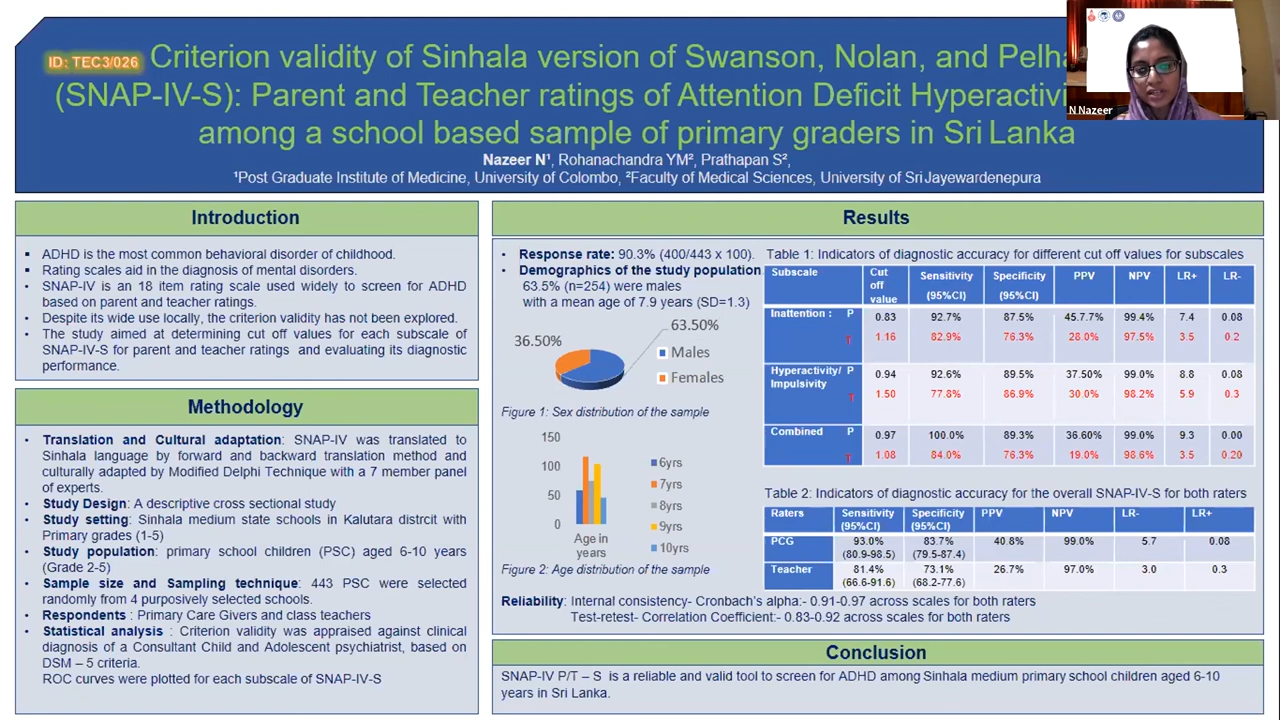 ID: TEC3/026
Criterion validity of Sinhala version of Swanson, Nolan, and
(SNAP-IV-S): Parent and Teacher ratings of Attention Deficit
among a school based sample of primary graders in Sri Lanka
Nazeer N¹, Rohanachandra YM², Prathapan S²,
¹Post Graduate Institute of Medicine, University of Colombo, ²Faculty of Medical Sciences, University of Sri Jayewardenepura
N Nazeer
Introduction
▪ ADHD is the most common behavioral disorder of childhood.
▪ Rating scales aid in the diagnosis of mental disorders.
▪ SNAP-IV is an 18 item rating scale used widely to screen for ADHD
based on parent and teacher ratings.
▪ Despite its wide use locally, the criterion validity has not been explored.
▪ The study aimed at determining cut off values for each subscale of
SNAP-IV-S for parent and teacher ratings and evaluating its diagnostic
performance.
Methodology
• Translation and Cultural adaptation: SNAP-IV was translated to
Sinhala language by forward and backward translation method and
culturally adapted by Modified Delphi Technique with a 7 member panel
of experts.
• Study Design: A descriptive cross sectional study
• Study setting: Sinhala medium state schools in Kalutara distrcit with
Primary grades (1-5)
• Study population: primary school children (PSC) aged 6-10 years
(Grade 2-5)
• Sample size and Sampling technique: 443 PSC were selected
randomly from 4 purposively selected schools.
• Respondents : Primary Care Givers and class teachers
• Statistical analysis : Criterion validity was appraised against clinical
diagnosis of a Consultant Child and Adolescent psychiatrist, based on
DSM – 5 criteria.
ROC curves were plotted for each subscale of SNAP-IV-S
Results
• Response rate: 90.3% (400/443 x 100).
• Demographics of the study population
63.5% (n=254) were males
with a mean age of 7.9 years (SD=1.3)
63.50%
36.50%
Males
Females
Figure 1: Sex distribution of the sample
150
100
50
0
Age in
years
6yrs
7yrs
8yrs
9yrs
10yrs
Figure 2: Age distribution of the sample
Table 1: Indicators of diagnostic accuracy for different cut off values for subscales
Subscale Cut off value Sensitivity (95%CI) Specificity (95%CI) PPV NPV LR+ LR-
Inattention : P 0.83 92.7% 87.5% 45.7.7% 99.4% 7.4 0.08
T 1.16 82.9% 76.3% 28.0% 97.5% 3.5 0.2
Hyperactivity/ Impulsivity P 0.94 92.6% 89.5% 37.50% 99.0% 8.8 0.08
T 1.50 77.8% 86.9% 30.0% 98.2% 5.9 0.3
Combined P 0.97 100.0% 89.3% 36.60% 99.0% 9.3 0.00
T 1.08 84.0% 76.3% 19.0% 98.6% 3.5 0.20
Table 2: Indicators of diagnostic accuracy for the overall SNAP-IV-S for both raters
Raters Sensitivity (95%CI) Specificity (95%CI) PPV NPV LR- LR+
PCG 93.0% (80.9-98.5) 83.7% (79.5-87.4) 40.8% 99.0% 5.7 0.08
Teacher 81.4% (66.6-91.6) 73.1% (68.2-77.6) 26.7% 97.0% 3.0 0.3
Reliability: Internal consistency- Cronbach's alpha:- 0.91-0.97 across scales for both raters
Test-retest- Correlation Coefficient:- 0.83-0.92 across scales for both raters
Conclusion
SNAP-IV P/T – S is a reliable and valid tool to screen for ADHD among Sinhala medium primary school children aged 6-10
years in Sri Lanka.